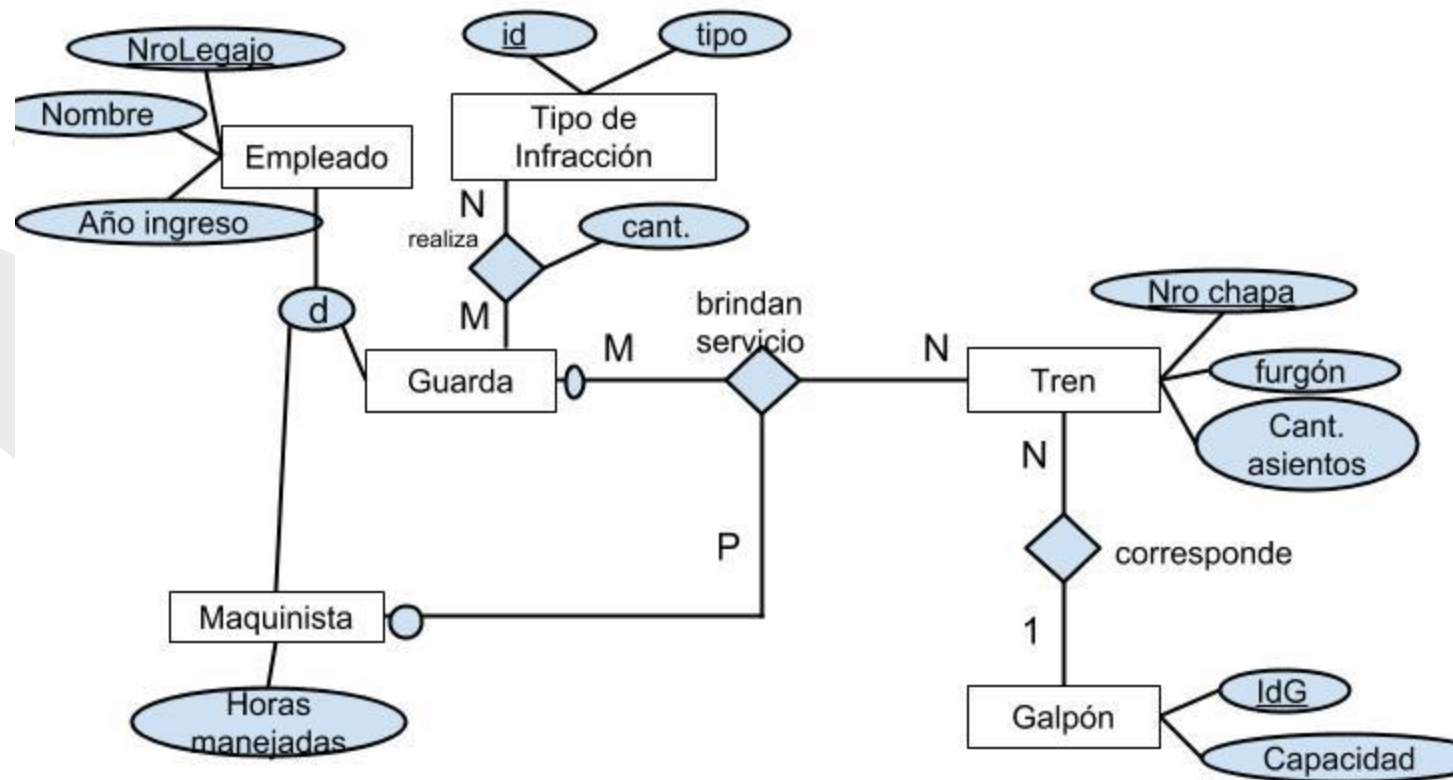 NroLegajo
id
tipo
Nombre
Empleado
Tipo de
Infracción
Año ingreso
N
realiza
cant.
d
M
brindan
servicio
Nro chapa
Guarda
M
N
Tren
furgón
Cant.
asientos
N
P
corresponde
Maquinista
1
Horas
manejadas
Galpón
IdG
Capacidad